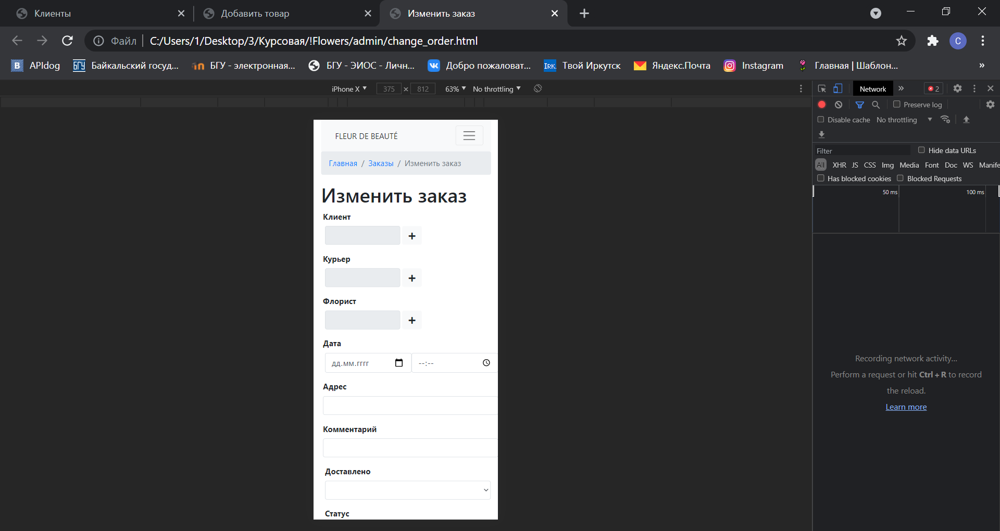 Клиенты
Добавить товар
Изменить заказ
Файл
C:/Users/1/Desktop/3/Курсовая/!Flowers/admin/change_order.html
C
B APIdog
БГУ Байкальский госуд...
БГУ - электронная...
БГУ - ЭИОС - Личн...
Добро пожаловат...
IRK. Твой Иркутск
Яндекс.Почта
Instagram
Главная | Шаблон...
»
iPhone X ▼ 375 × 812 63% ▼ No throttling ▼
Network » 2
Preserve log
Disable cache No throttling ▼
Filter Hide data URLs
All XHR JS CSS Img Media Font Doc WS Manife
Has blocked cookies Blocked Requests
50 ms 100 ms
Recording network activity...
Perform a request or hit Ctrl + R to record
the reload.
Learn more
FLEUR DE BEAUTÉ
Главная / Заказы / Изменить заказ
Изменить заказ
Клиент
+
Курьер
+
Флорист
+
Дата
дд.мм.гггг --:--
Адрес
Комментарий
Доставлено
Статус